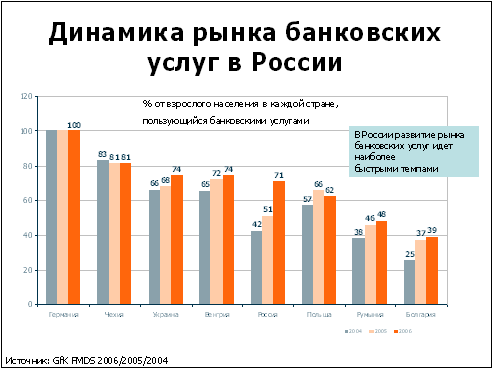 Динамика рынка банковских
услуг в России
% от взрослого населения в каждой стране,
пользующийся банковскими услугами
В России развитие рынка
банковских услуг идет
наиболее
быстрыми темпами
120
100
80
60
40
20
0
100
83 81 81
66 68 74
65 72 74
42 51 71
57 66 62
38 46 48
25 37 39
Германия Чехия Украина Венгрия Россия Польша Румыния Болгария
2004 2005 2006
Источник: GfK FMDS 2006/2005/2004